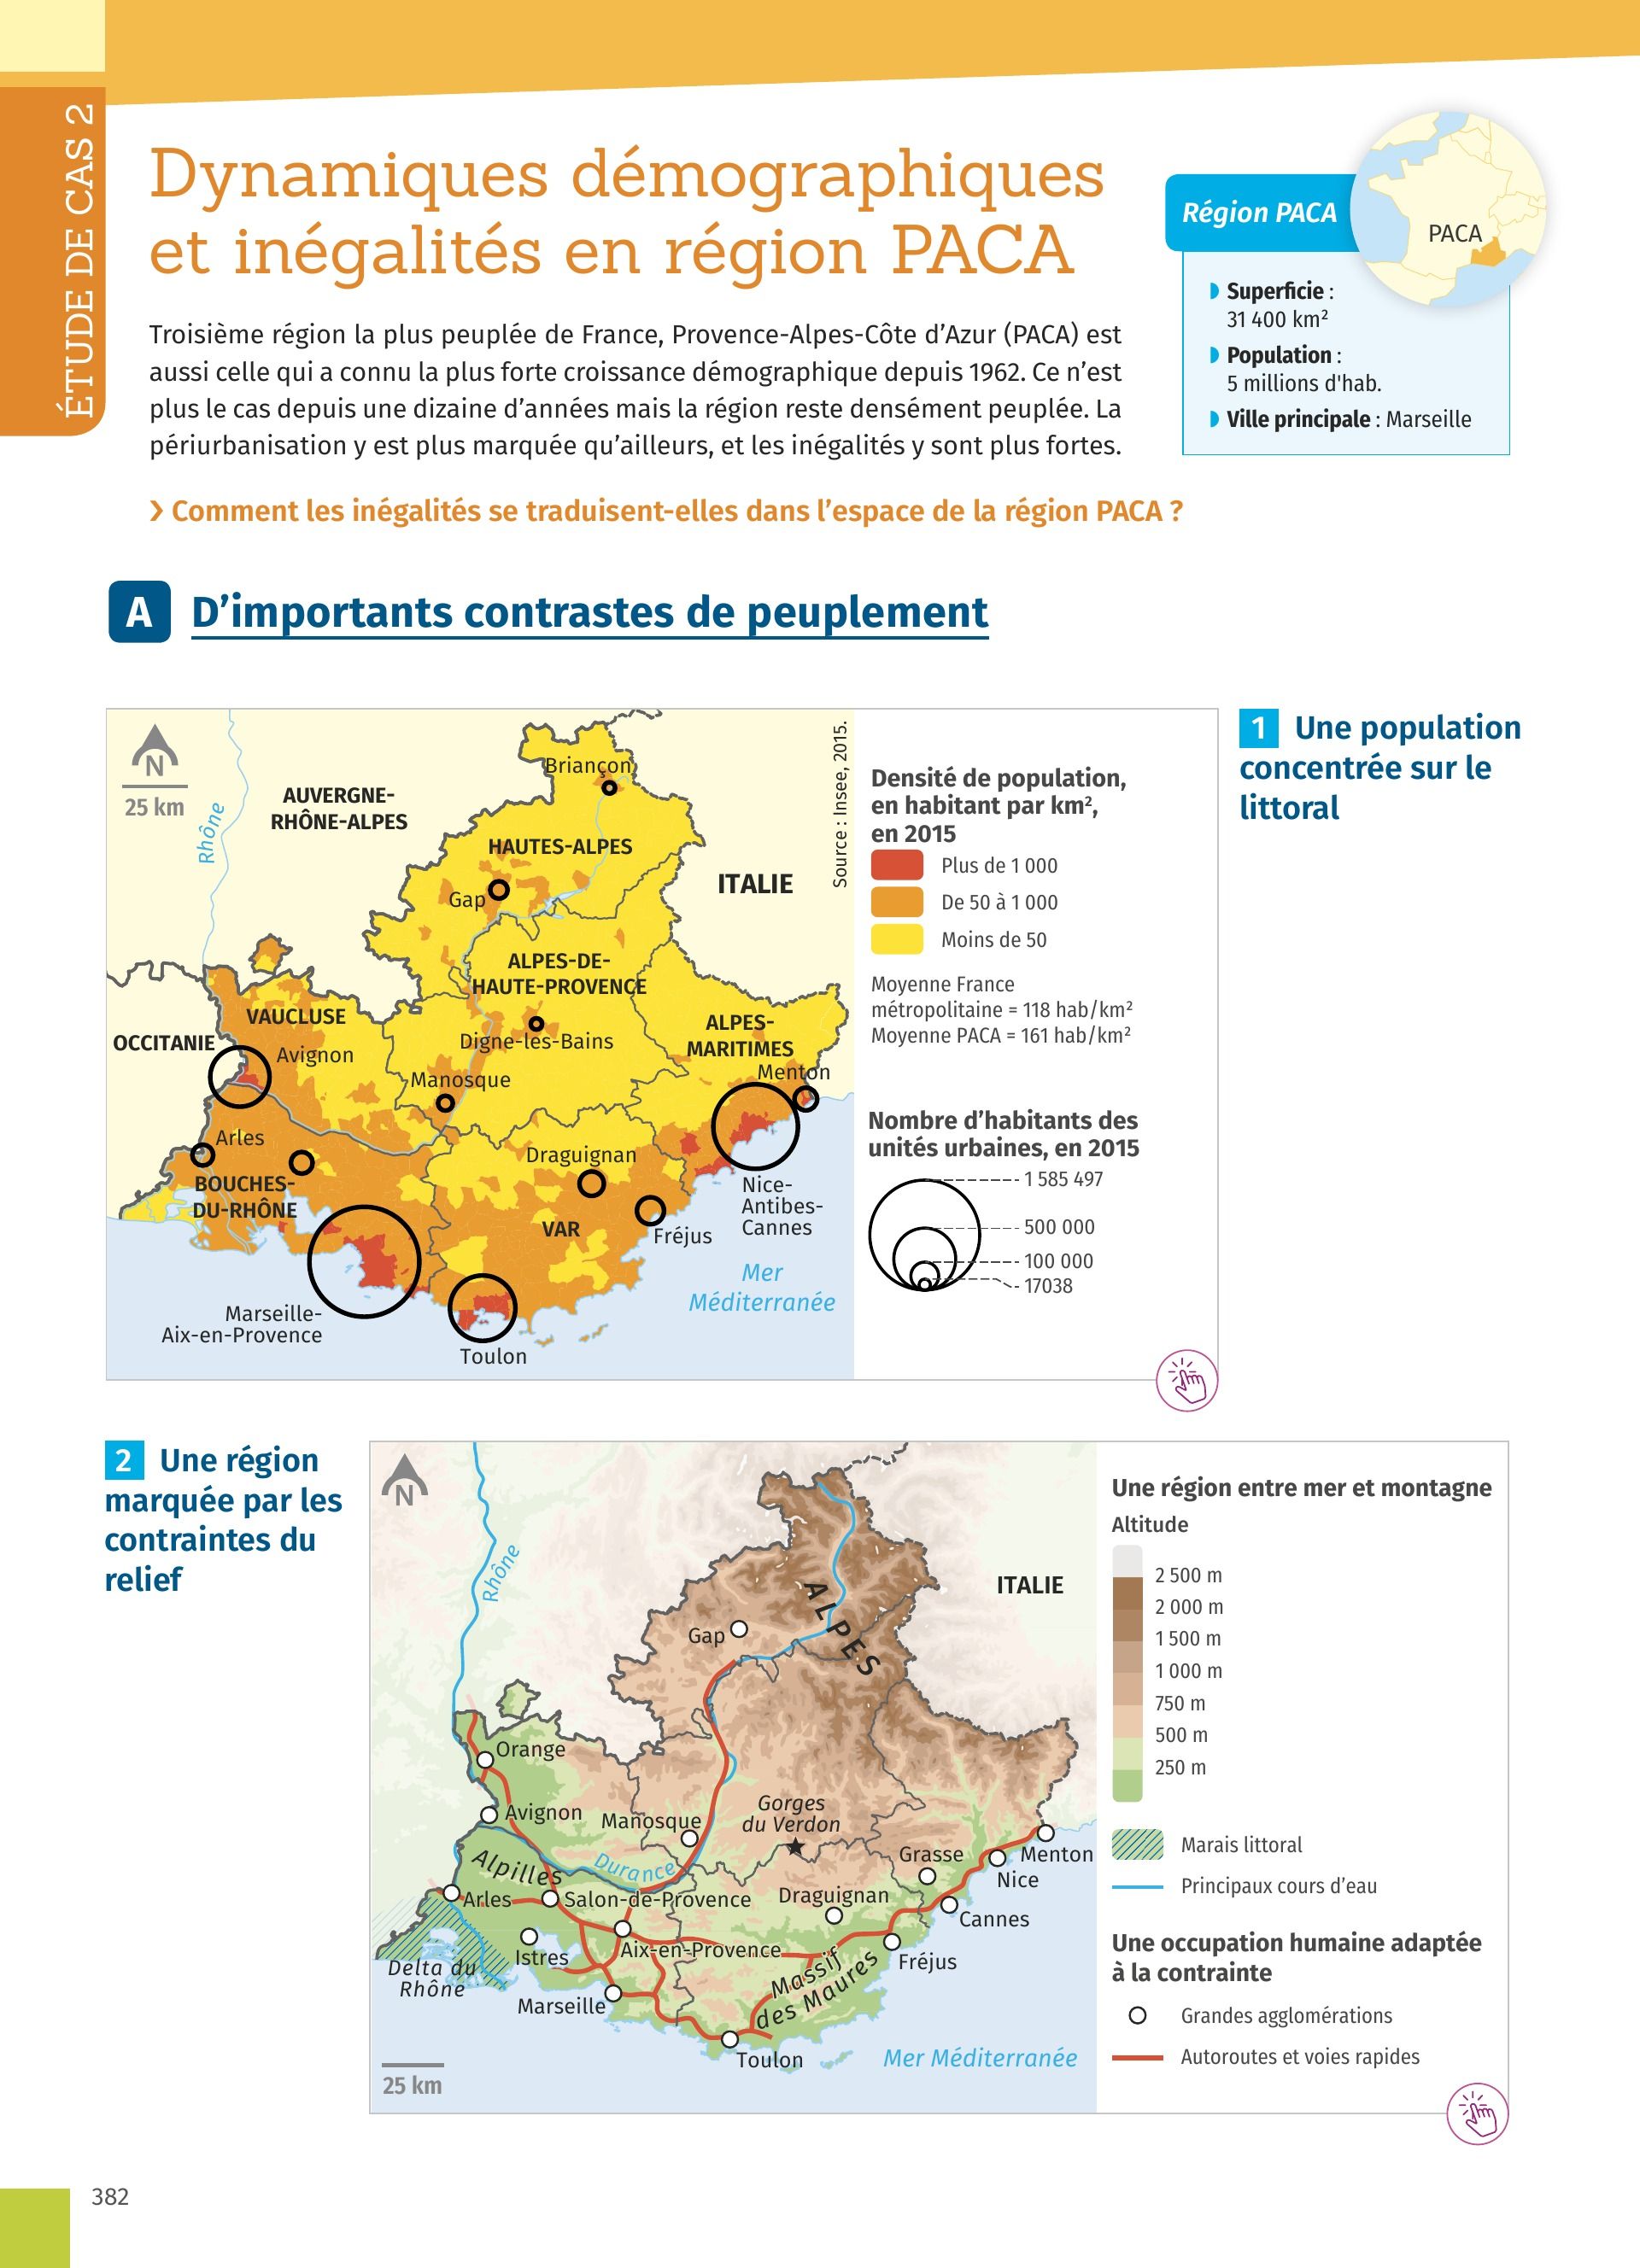 ÉTUDE DE CAS 2
Dynamiques démographiques
et inégalités en région PACA
Troisième région la plus peuplée de France, Provence-Alpes-Côte d’Azur (PACA) est
aussi celle qui a connu la plus forte croissance démographique depuis 1962. Ce n’est
plus le cas depuis une dizaine d’années mais la région reste densément peuplée. La
périurbanisation y est plus marquée qu’ailleurs, et les inégalités y sont plus fortes.
› Comment les inégalités se traduisent-elles dans l’espace de la région PACA ?
Région PACA
PACA
Superficie :
31 400 km²
Population :
5 millions d'hab.
Ville principale : Marseille
A D’importants contrastes de peuplement
1 Une population
concentrée sur le
littoral
N
25 km
Rhône
AUVERGNE-
RHÔNE-ALPES
Briançon
HAUTES-ALPES
Gap
ITALIE
Source : Insee, 2015.
ALPES-DE-
HAUTE-PROVENCE
VAUCLUSE
OCCITANIE
Avignon
Digne-les-Bains
ALPES-
MARITIMES
Menton
Manosque
Arles
Draguignan
BOUCHES-
DU-RHÔNE
VAR
Fréjus
Nice-
Antibes-
Cannes
Mer
Méditerranée
Marseille-
Aix-en-Provence
Toulon
Densité de population,
en habitant par km²,
en 2015
Plus de 1 000
De 50 à 1 000
Moins de 50
Moyenne France
métropolitaine = 118 hab/km²
Moyenne PACA = 161 hab/km²
Nombre d’habitants des
unités urbaines, en 2015
1 585 497
500 000
100 000
17038
2 Une région
marquée par les
contraintes du
relief
N
Rhône
ITALIE
ALPES
Gap
Orange
Avignon
Manosque
Gorges
du Verdon
Durance
Alpilles
Grasse
Menton
Nice
Arles
Salon-de-Provence
Draguignan
Cannes
Istres
Aix-en-Provence
Fréjus
Delta du
Rhône
Massif
des Maures
Marseille
Toulon
Mer Méditerranée
25 km
Une région entre mer et montagne
Altitude
2 500 m
2 000 m
1 500 m
1 000 m
750 m
500 m
250 m
Marais littoral
Principaux cours d’eau
Une occupation humaine adaptée
à la contrainte
Grandes agglomérations
Autoroutes et voies rapides
382